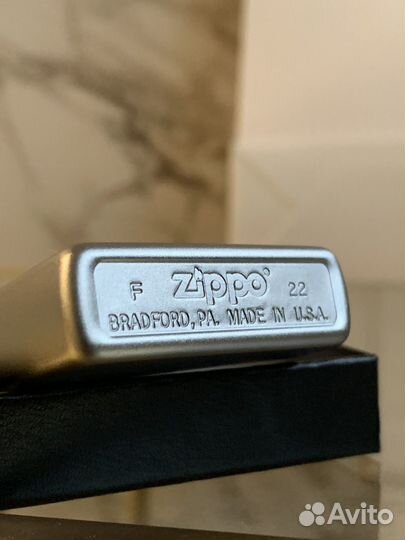 F Zippo® 22
BRADFORD, PA. MADE IN U.S.A.
Avito